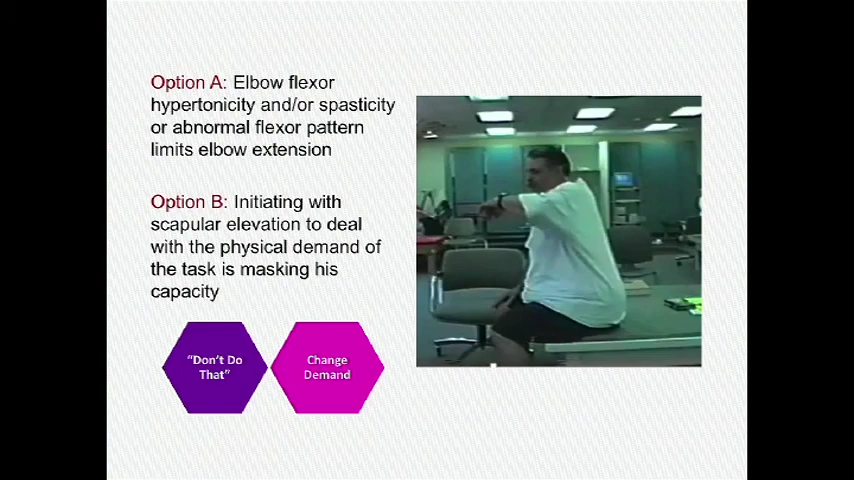 Option A: Elbow flexor
hypertonicity and/or spasticity
or abnormal flexor pattern
limits elbow extension
Option B: Initiating with
scapular elevation to deal
with the physical demand of
the task is masking his
capacity
“Don’t Do
That”
Change
Demand